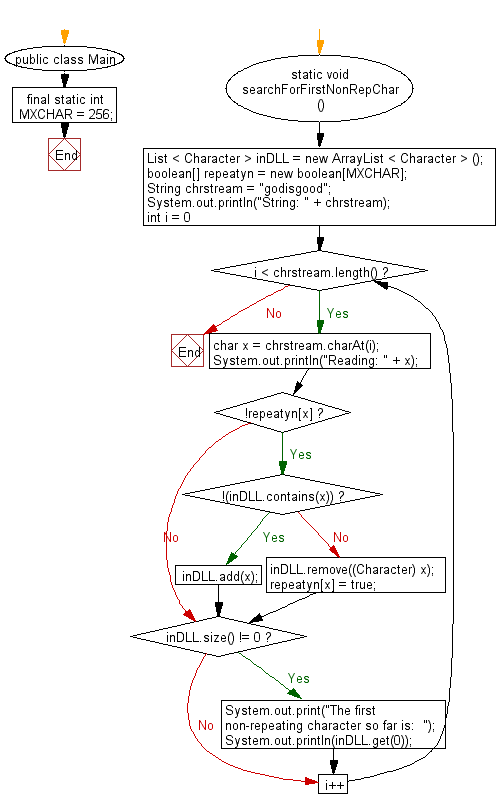 public class Main
final static int
MXCHAR = 256;
End
static void
searchForFirstNonRepChar
()
List < Character > inDLL = new ArrayList < Character > ();
boolean[] repeatyn = new boolean[MXCHAR];
String chrstream = "godisgood";
System.out.println("String: " + chrstream);
int i = 0
i < chrstream.length() ?
No
Yes
End
char x = chrstream.charAt(i);
System.out.println("Reading: " + x);
!repeatyn[x] ?
Yes
!(inDLL.contains(x)) ?
No
Yes
No
inDLL.add(x);
inDLL.remove((Character) x);
repeatyn[x] = true;
inDLL.size() != 0 ?
Yes
No
System.out.print("The first
non-repeating character so far is:  ");
System.out.println(inDLL.get(0));
i++